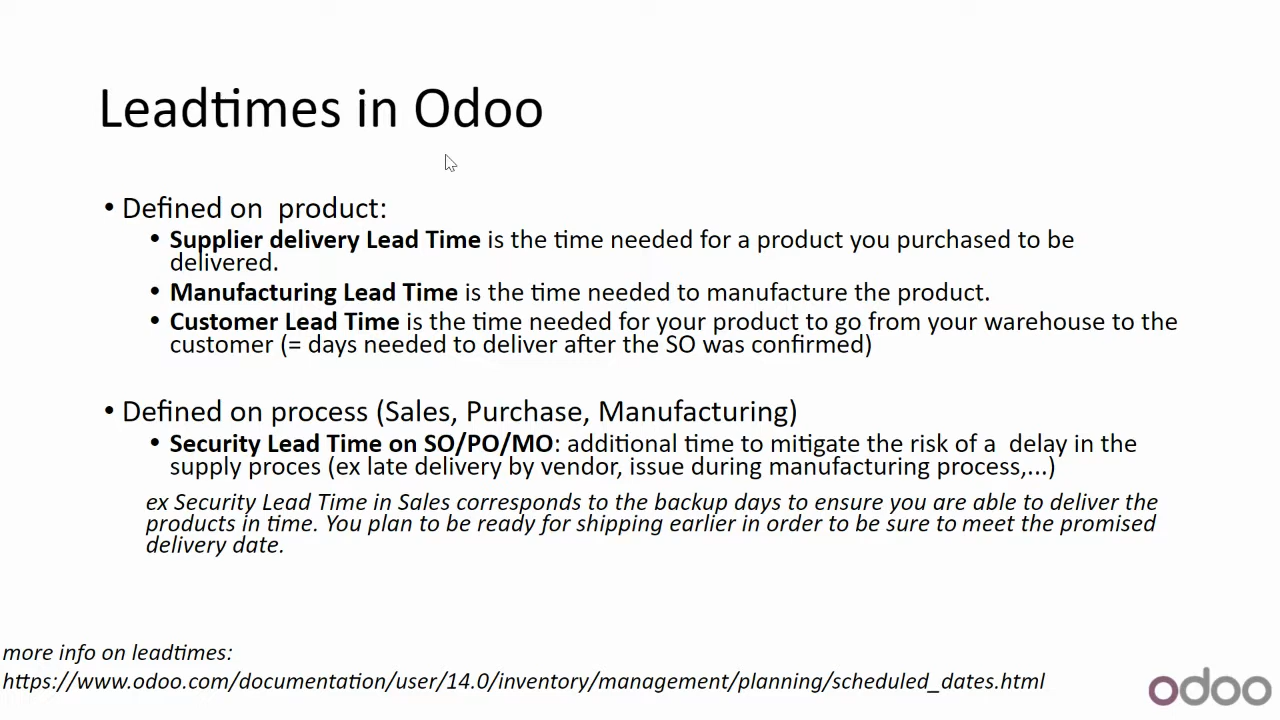 Leadtimes in Odoo
• Defined on  product:
• Supplier delivery Lead Time is the time needed for a product you purchased to be
delivered.
• Manufacturing Lead Time is the time needed to manufacture the product.
• Customer Lead Time is the time needed for your product to go from your warehouse to the
customer (= days needed to deliver after the SO was confirmed)
• Defined on process (Sales, Purchase, Manufacturing)
• Security Lead Time on SO/PO/MO: additional time to mitigate the risk of a  delay in the
supply proces (ex late delivery by vendor, issue during manufacturing process,...)
ex Security Lead Time in Sales corresponds to the backup days to ensure you are able to deliver the
products in time. You plan to be ready for shipping earlier in order to be sure to meet the promised
delivery date.
more info on leadtimes:
https://www.odoo.com/documentation/user/14.0/inventory/management/planning/scheduled_dates.html
odoo